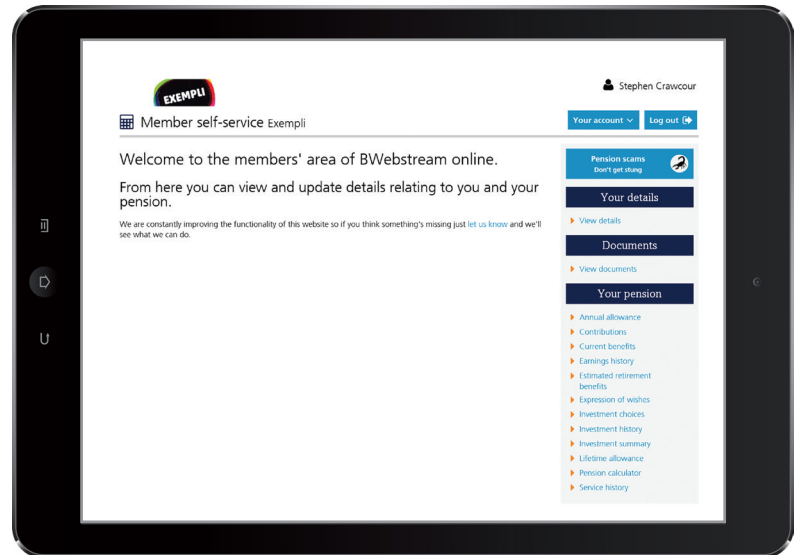 EXEMPLI
Stephen Crawcour
Member self-service Exempli
Your account
Log out
Welcome to the members' area of BWebstream online.
From here you can view and update details relating to you and your
pension.
We are constantly improving the functionality of this website so if you think something's missing just let us know and we'll
see what we can do.
Pension scams
Don't get stung
Your details
View details
Documents
View documents
Your pension
Annual allowance
Contributions
Current benefits
Earnings history
Estimated retirement
benefits
Expression of wishes
Investment choices
Investment history
Investment summary
Lifetime allowance
Pension calculator
Service history